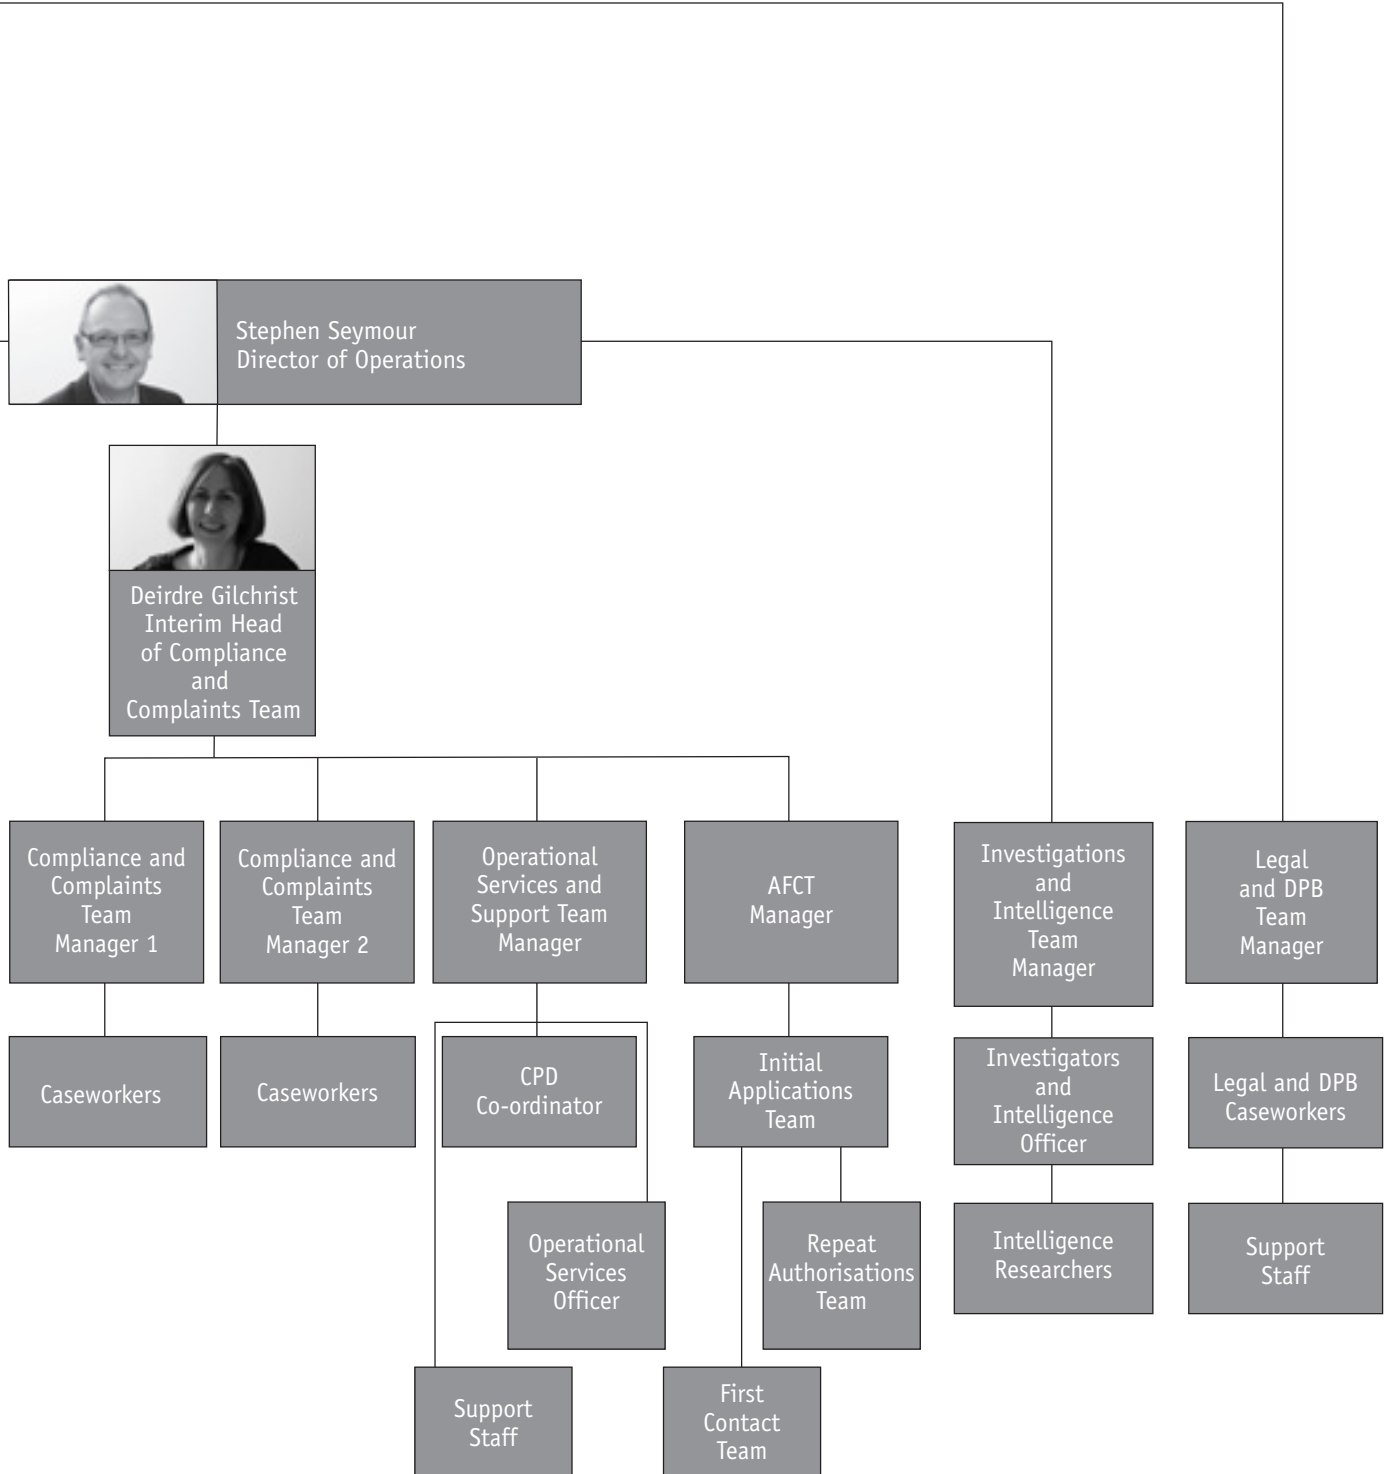 Stephen Seymour
Director of Operations
Deirdre Gilchrist
Interim Head
of Compliance
and
Complaints Team
Compliance and
Complaints
Team
Manager 1
Compliance and
Complaints
Team
Manager 2
Operational
Services and
Support Team
Manager
AFCT
Manager
Investigations
and
Intelligence
Team
Manager
Legal
and DPB
Team
Manager
Caseworkers
Caseworkers
CPD
Co-ordinator
Initial
Applications
Team
Investigators
and
Intelligence
Officer
Legal and DPB
Caseworkers
Operational
Services
Officer
Repeat
Authorisations
Team
Intelligence
Researchers
Support
Staff
Support
Staff
First
Contact
Team